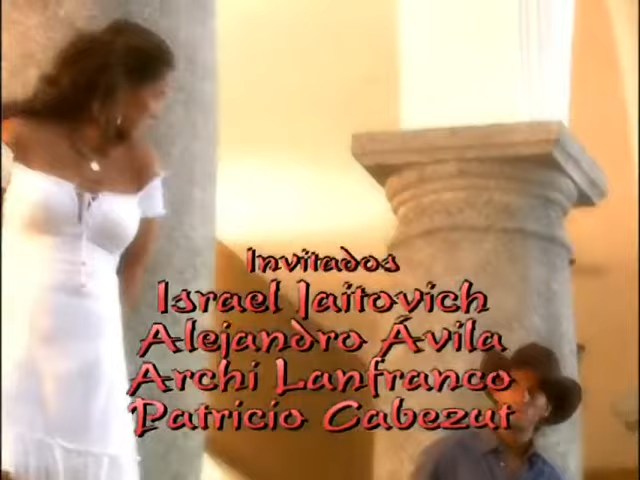 Invitados
Israel Jaitovich
Alejandro Ávila
Archi Lanfranco
Patricio Cabezut